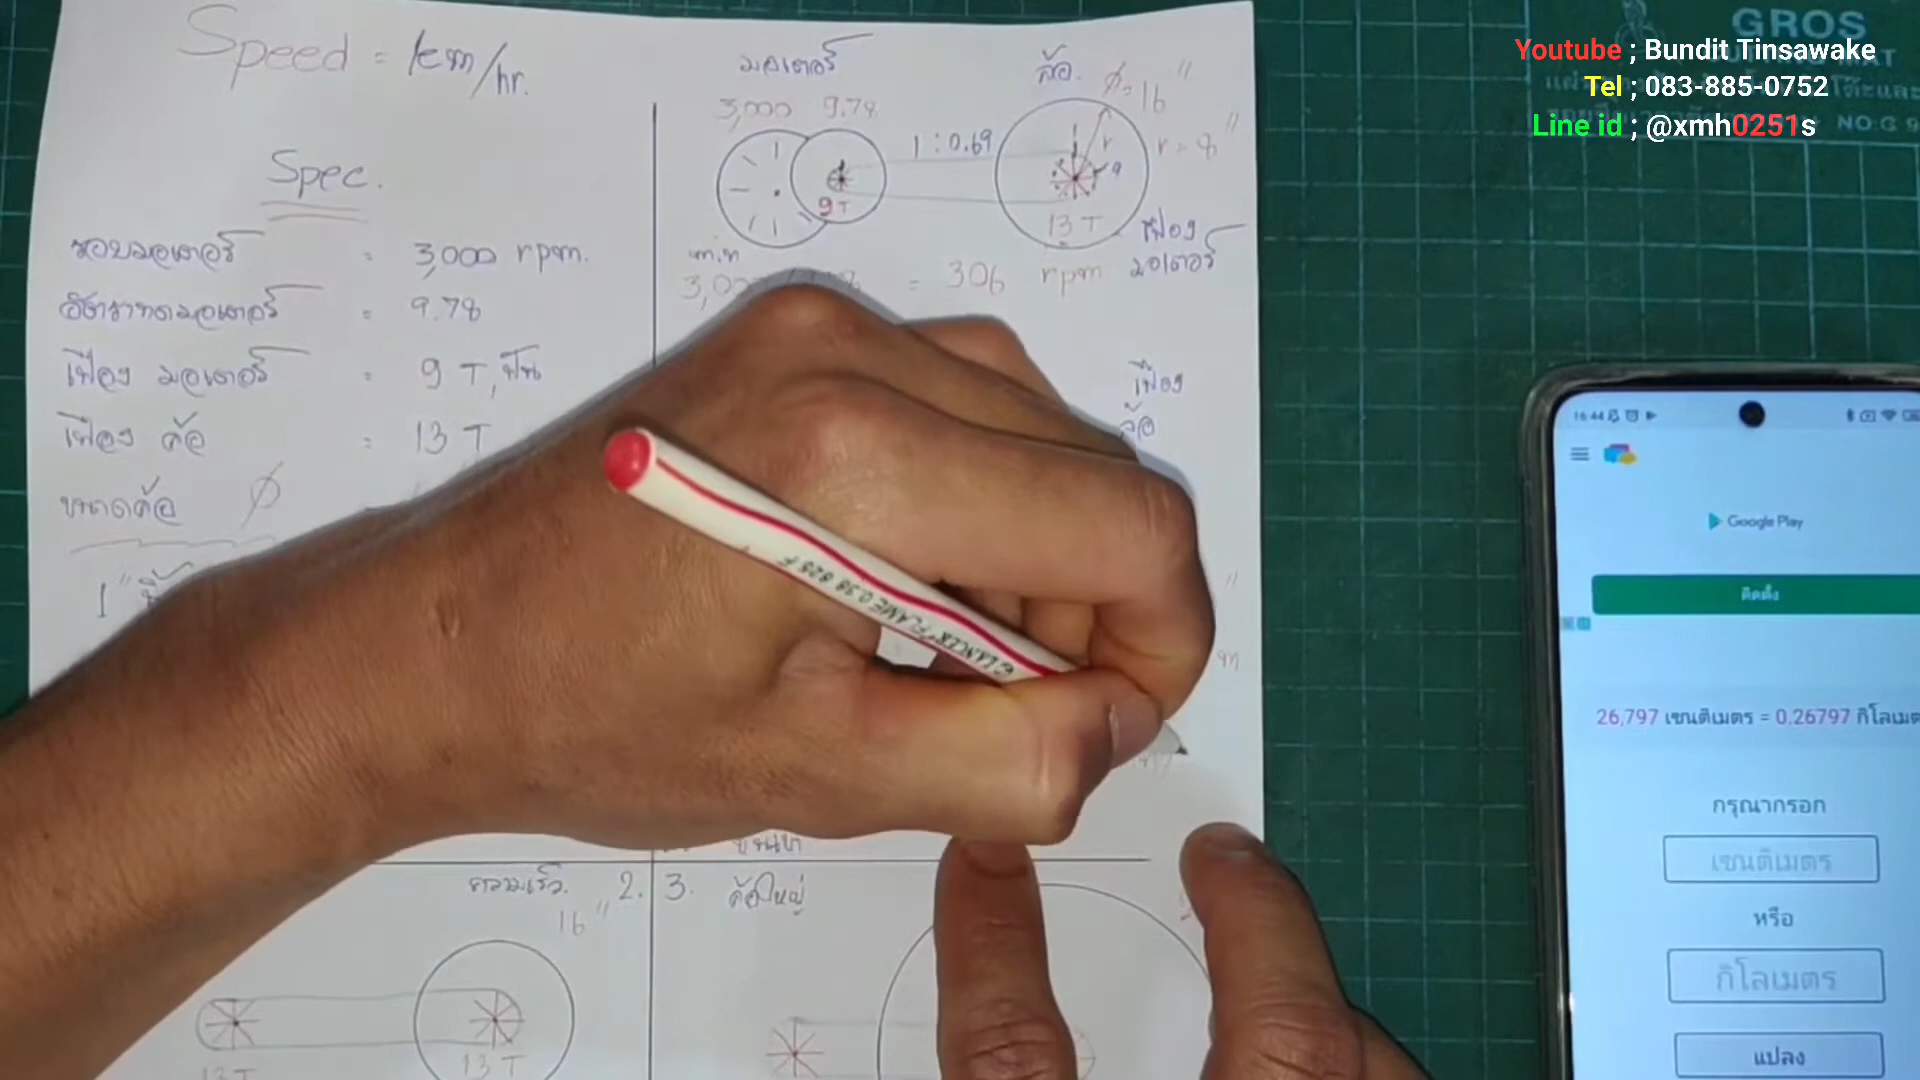 Speed = km/hr.
Spec.
รอบมอเตอร์ = 3,000 rpm.
อัตราทดมอเตอร์ = 9.78
เฟือง มอเตอร์ = 9 T, ฟัน
เฟือง ล้อ = 13 T
ขนาดล้อ Ø
1"
มอเตอร์
3,000 9.78
1 : 0.69
9T
ล้อ.
Ø = 16"
r
r = 8"
9
13 T
เฟือง
มอเตอร์
min
= 306 rpm
เฟือง
ล้อ
"
m
ความเร็ว. 2.
16"
13 T
13 T
3. ล้อใหญ่
GROS
NO:G 9
Youtube ; Bundit Tinsawake
Tel ; 083-885-0752
Line id ; @xmh0251s
16:44
Google Play
ติดตั้ง
26,797 เซนติเมตร = 0.26797 กิโลเมต
กรุณากรอก
เซนติเมตร
หรือ
กิโลเมตร
แปลง